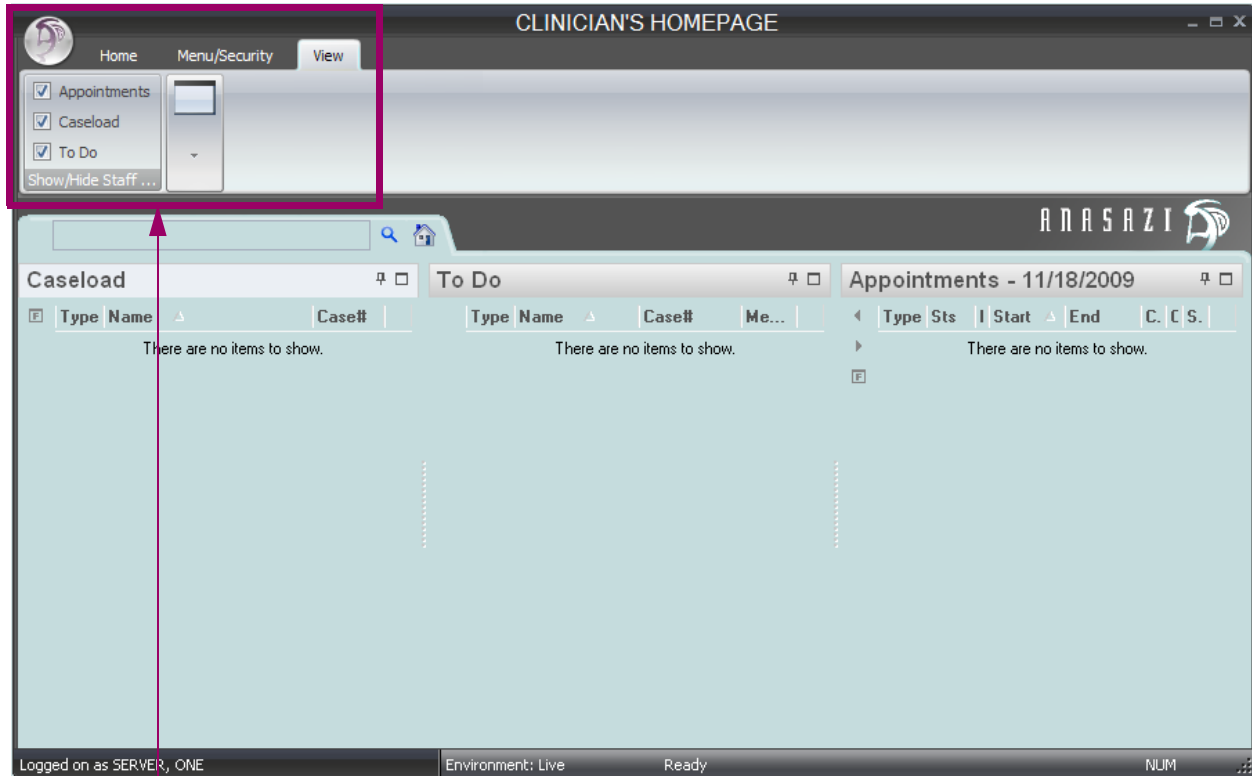 CLINICIAN'S HOMEPAGE
Home Menu/Security View
Appointments
Caseload
To Do
Show/Hide Staff ...
ANASAZI
Caseload
F Type Name Case#
There are no items to show.
To Do
Type Name Case# Me...
There are no items to show.
Appointments - 11/18/2009
Type Sts I Start End C. C S.
There are no items to show.
F
Logged on as SERVER, ONE Environment: Live Ready NUM